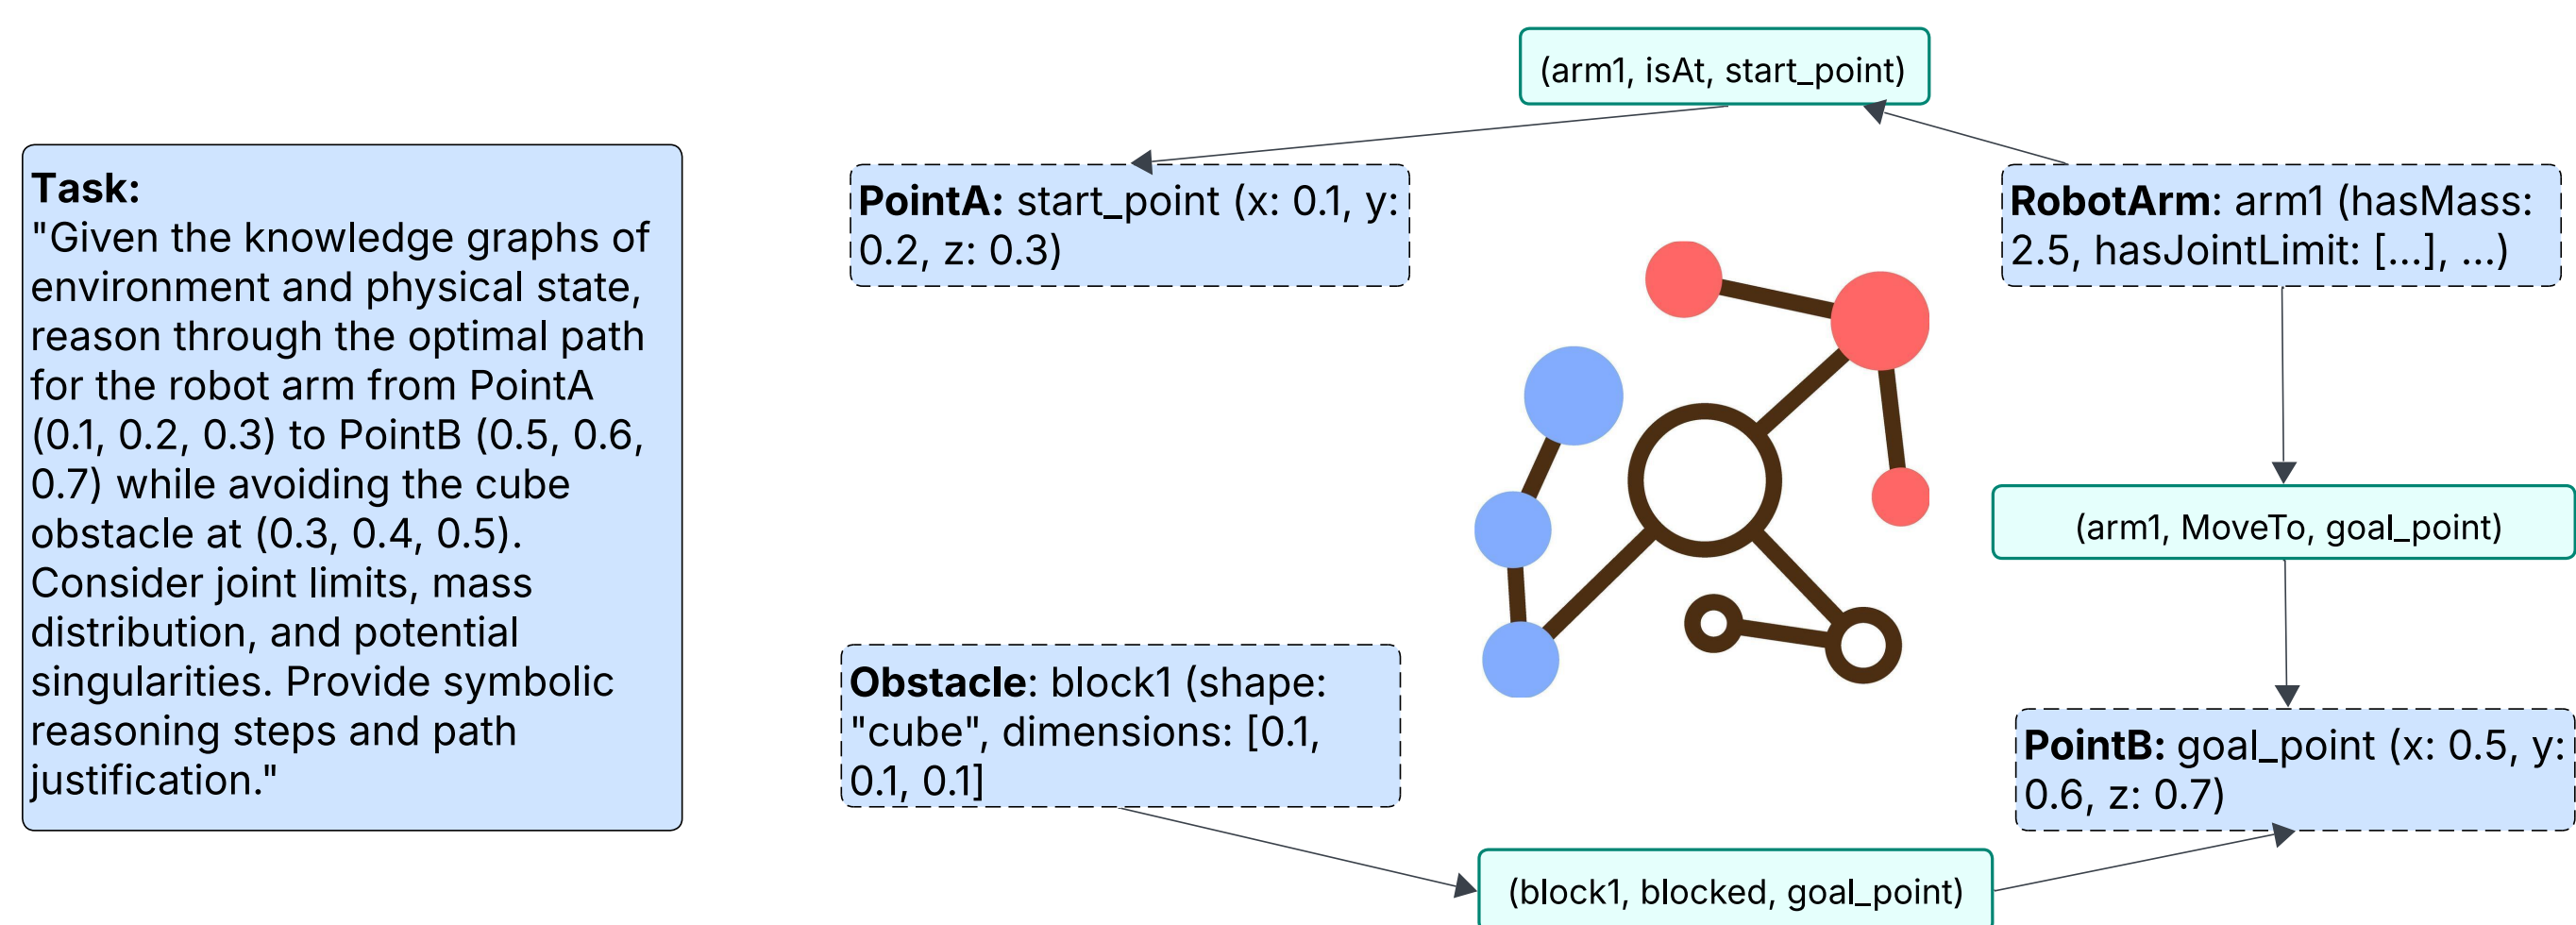 Task:
"Given the knowledge graphs of
environment and physical state,
reason through the optimal path
for the robot arm from PointA
(0.1, 0.2, 0.3) to PointB (0.5, 0.6,
0.7) while avoiding the cube
obstacle at (0.3, 0.4, 0.5).
Consider joint limits, mass
distribution, and potential
singularities. Provide symbolic
reasoning steps and path
justification."
(arm1, isAt, start_point)
PointA: start_point (x: 0.1, y:
0.2, z: 0.3)
RobotArm: arm1 (hasMass:
2.5, hasJointLimit: [...], ...)
(arm1, MoveTo, goal_point)
Obstacle: block1 (shape:
"cube", dimensions: [0.1,
0.1, 0.1]
PointB: goal_point (x: 0.5, y:
0.6, z: 0.7)
(block1, blocked, goal_point)